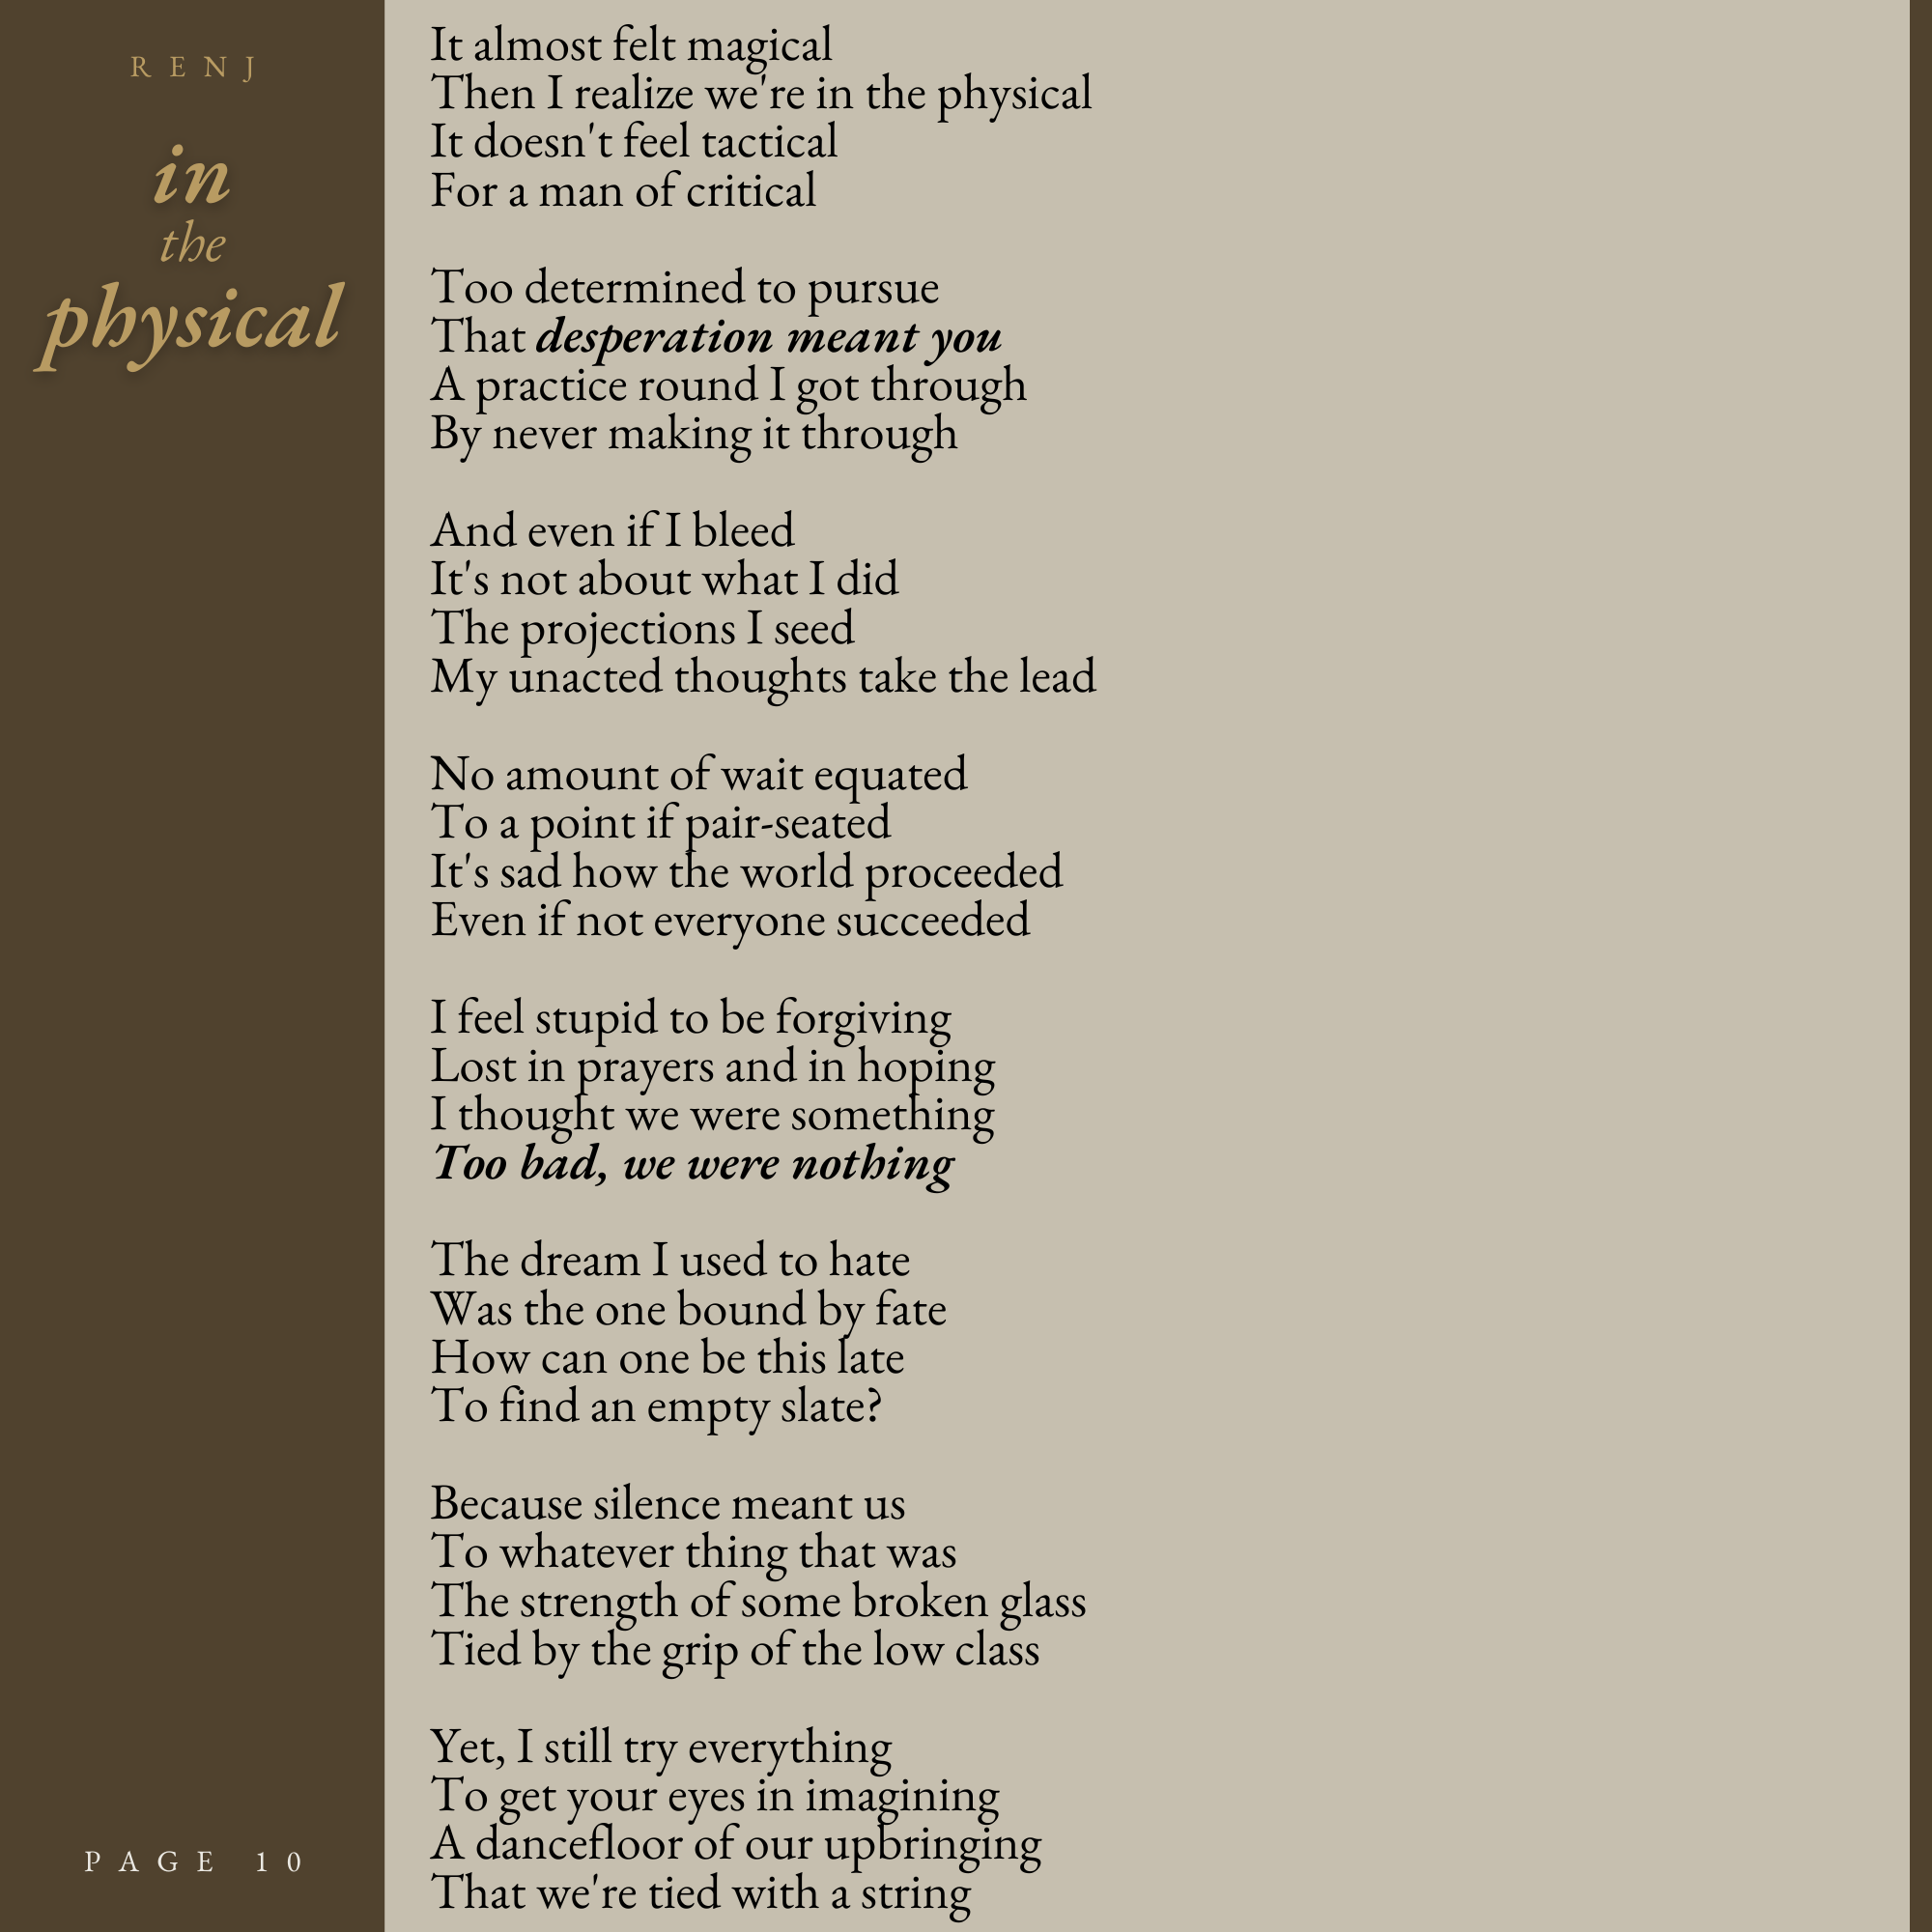 RENJ
in
the
physical
It almost felt magical
Then I realize we're in the physical
It doesn't feel tactical
For a man of critical
Too determined to pursue
That desperation meant you
A practice round I got through
By never making it through
And even if I bleed
It's not about what I did
The projections I seed
My unacted thoughts take the lead
No amount of wait equated
To a point if pair-seated
It's sad how the world proceeded
Even if not everyone succeeded
I feel stupid to be forgiving
Lost in prayers and in hoping
I thought we were something
Too bad, we were nothing
The dream I used to hate
Was the one bound by fate
How can one be this late
To find an empty slate?
Because silence meant us
To whatever thing that was
The strength of some broken glass
Tied by the grip of the low class
Yet, I still try everything
To get your eyes in imagining
A dancefloor of our upbringing
That we're tied with a string
PAGE 10